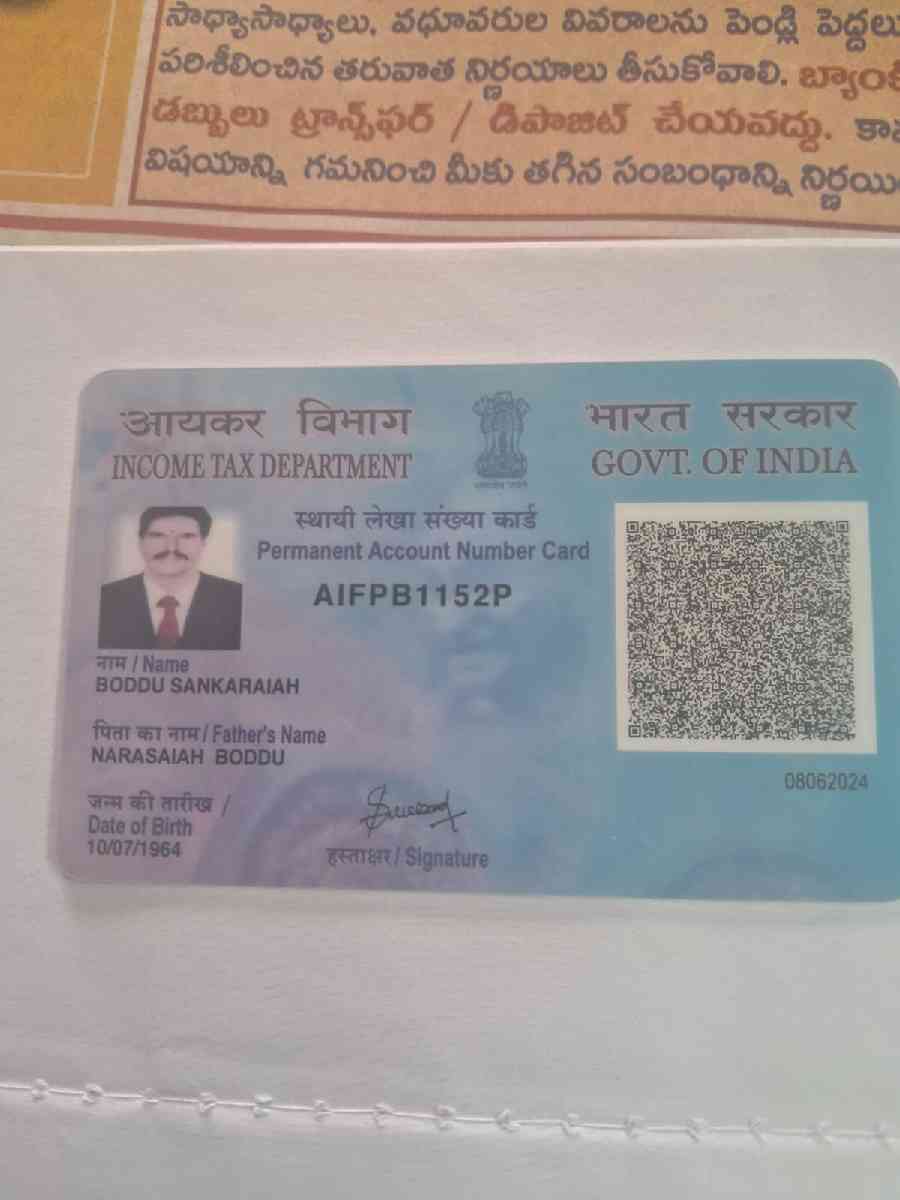 సాధ్యాసాధ్యాలు, వధూవరుల వివరాలను పెండ్లి పెద్దలు
పరిశీలించిన తరువాత నిర్ణయాలు తీసుకోవాలి. బ్యాంక్
డబ్బులు ట్రాన్స్‌ఫర్ / డిపాజిట్ చేయవద్దు.
విషయాన్ని గమనించి మీకు తగిన సంబంధాన్ని
आयकर विभाग
INCOME TAX DEPARTMENT
भारत सरकार
GOVT. OF INDIA
स्थायी लेखा संख्या कार्ड
Permanent Account Number Card
AIFPB1152P
नाम / Name
BODDU SANKARAIAH
पिता का नाम / Father's Name
NARASAIAH BODDU
जन्म की तारीख /
Date of Birth
10/07/1964
हस्ताक्षर / Signature
08062024